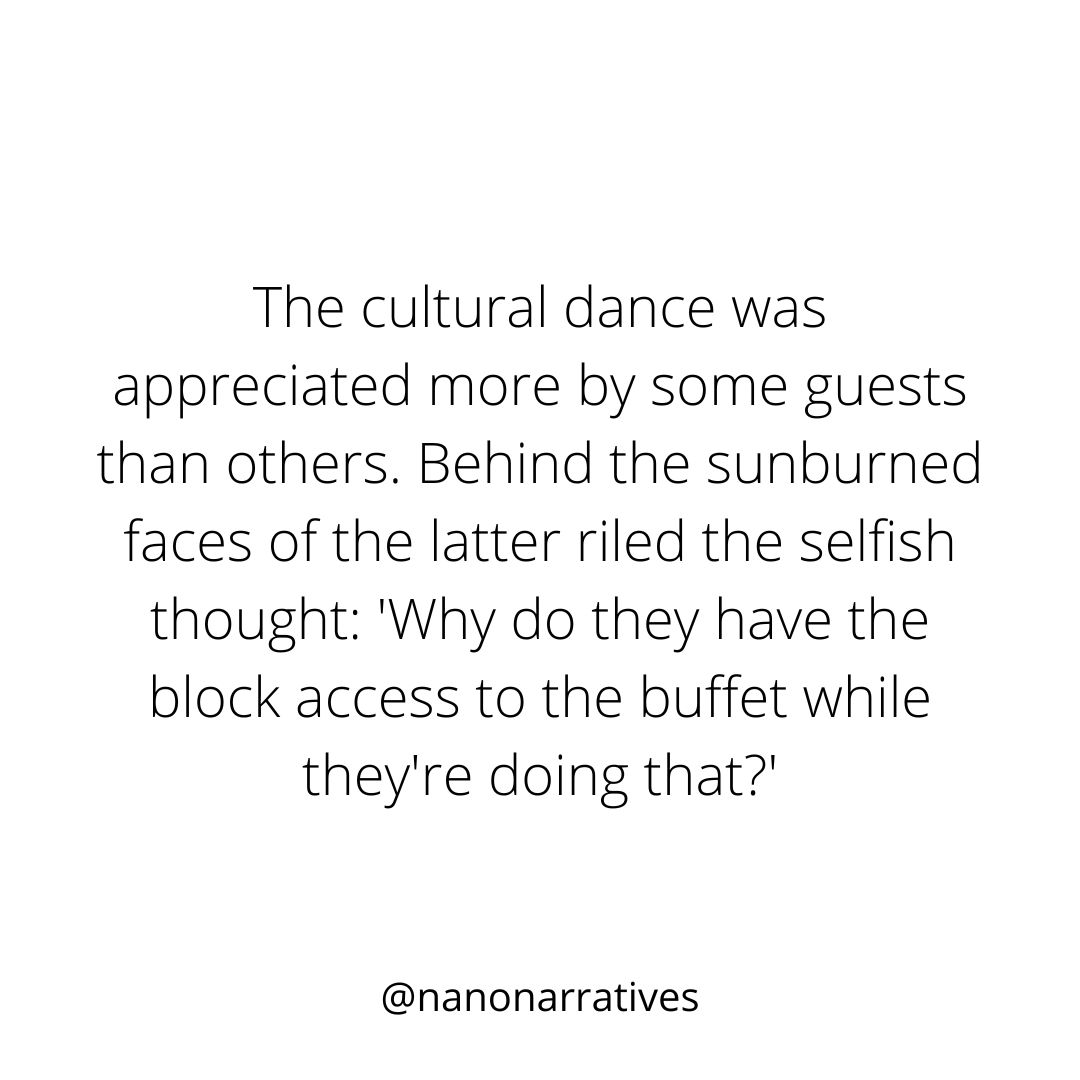 The cultural dance was
appreciated more by some guests
than others. Behind the sunburned
faces of the latter riled the selfish
thought: 'Why do they have the
block access to the buffet while
they're doing that?'
@nanonarratives